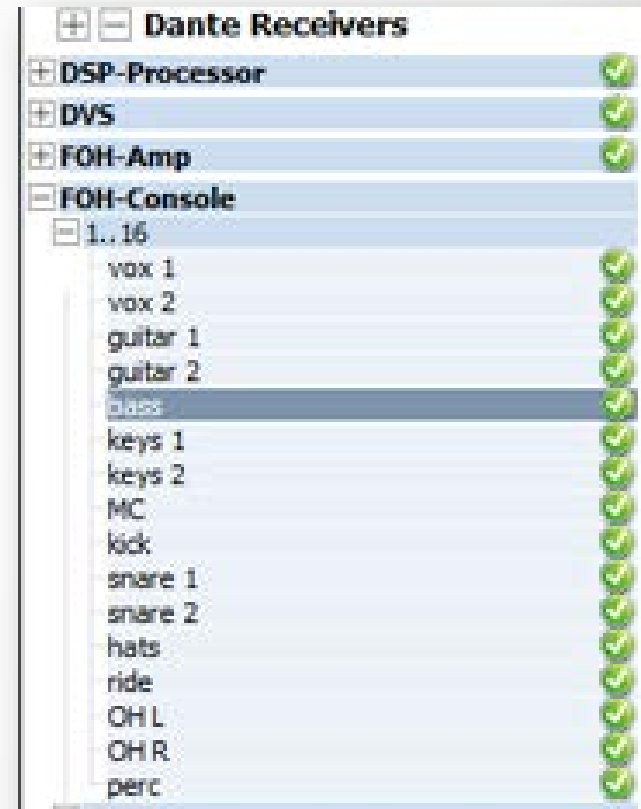 Dante Receivers
DSP-Processor
DVS
FOH-Amp
FOH-Console
1..16
vox 1
vox 2
guitar 1
guitar 2
bass
keys 1
keys 2
MC
kick
snare 1
snare 2
hats
ride
OH L
OH R
perc